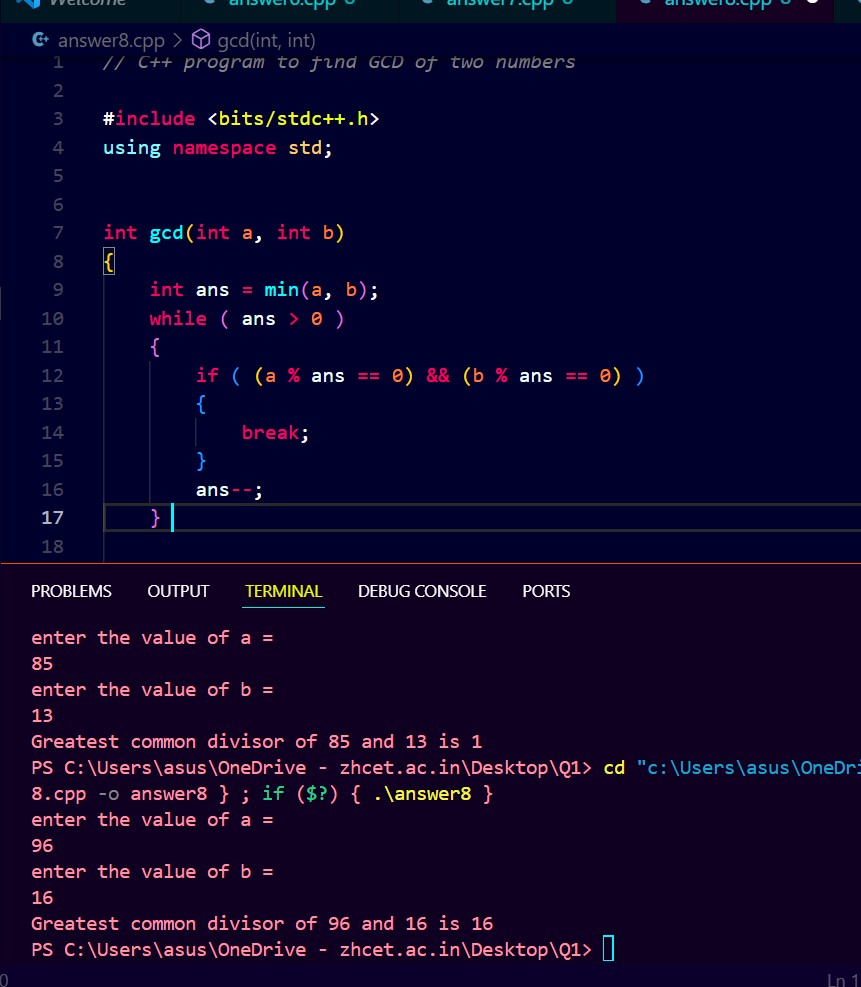 Welcome answer6.cpp 6 answer7.cpp 6 answer8.cpp 6
answer8.cpp > gcd(int, int)
1 // C++ program to find GCD of two numbers
2
3 #include <bits/stdc++.h>
4 using namespace std;
5
6
7 int gcd(int a, int b)
8 {
9 int ans = min(a, b);
10 while ( ans > 0 )
11 {
12 if ( (a % ans == 0) && (b % ans == 0) )
13 {
14 break;
15 }
16 ans--;
17 }
18
PROBLEMS OUTPUT TERMINAL DEBUG CONSOLE PORTS
enter the value of a =
85
enter the value of b =
13
Greatest common divisor of 85 and 13 is 1
PS C:\Users\asus\OneDrive - zhcet.ac.in\Desktop\Q1> cd "c:\Users\asus\OneDri
8.cpp -o answer8 } ; if ($?) { .\answer8 }
enter the value of a =
96
enter the value of b =
16
Greatest common divisor of 96 and 16 is 16
PS C:\Users\asus\OneDrive - zhcet.ac.in\Desktop\Q1>
0 Ln 1